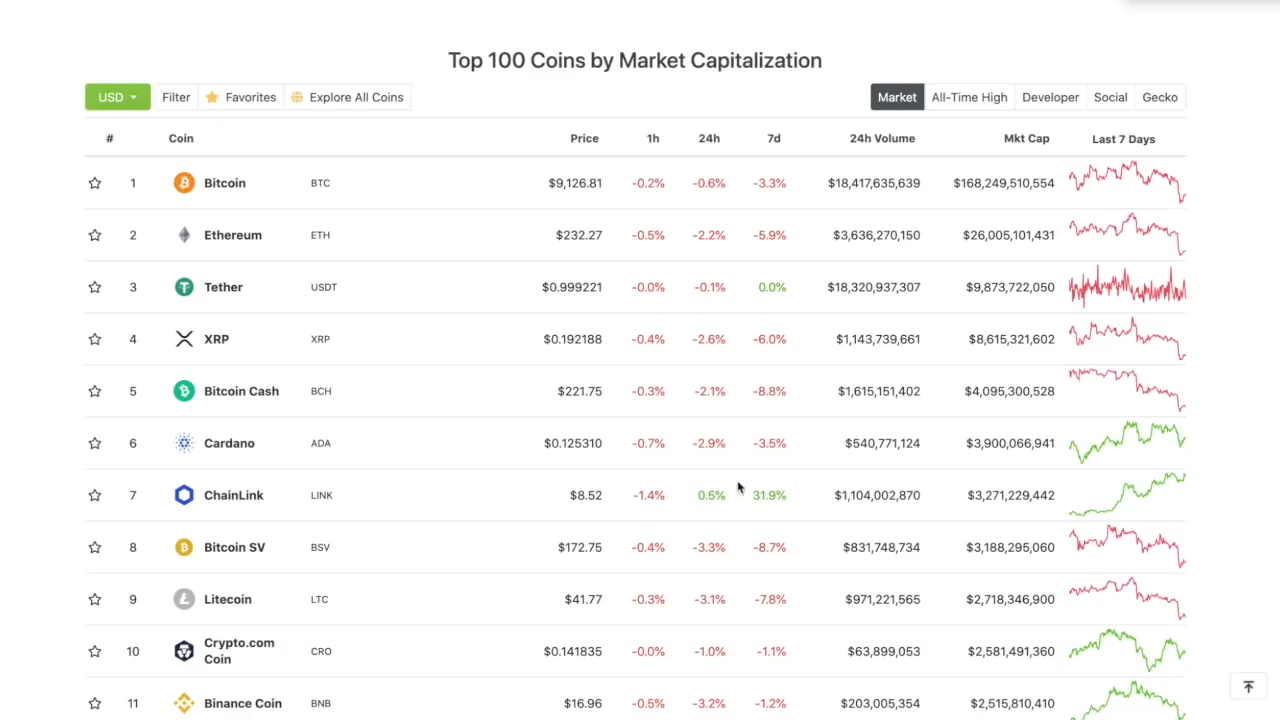 Top 100 Coins by Market Capitalization
USD Filter Favorites Explore All Coins Market All-Time High Developer Social Gecko
# Coin Price 1h 24h 7d 24h Volume Mkt Cap Last 7 Days
1 Bitcoin BTC $9,126.81 -0.2% -0.6% -3.3% $18,417,635,639 $168,249,510,554
2 Ethereum ETH $232.27 -0.5% -2.2% -5.9% $3,636,270,150 $26,005,101,431
3 Tether USDT $0.999221 -0.0% -0.1% 0.0% $18,320,937,307 $9,873,722,050
4 XRP XRP $0.192188 -0.4% -2.6% -6.0% $1,143,739,661 $8,615,321,602
5 Bitcoin Cash BCH $221.75 -0.3% -2.1% -8.8% $1,615,151,402 $4,095,300,528
6 Cardano ADA $0.125310 -0.7% -2.9% -3.5% $540,771,124 $3,900,066,941
7 ChainLink LINK $8.52 -1.4% 0.5% 31.9% $1,104,002,870 $3,271,229,442
8 Bitcoin SV BSV $172.75 -0.4% -3.3% -8.7% $831,748,734 $3,188,295,060
9 Litecoin LTC $41.77 -0.3% -3.1% -7.8% $971,221,565 $2,718,346,900
10 Crypto.com Coin CRO $0.141835 -0.0% -1.0% -1.1% $63,899,053 $2,581,491,360
11 Binance Coin BNB $16.96 -0.5% -3.2% -1.2% $203,005,354 $2,515,810,410